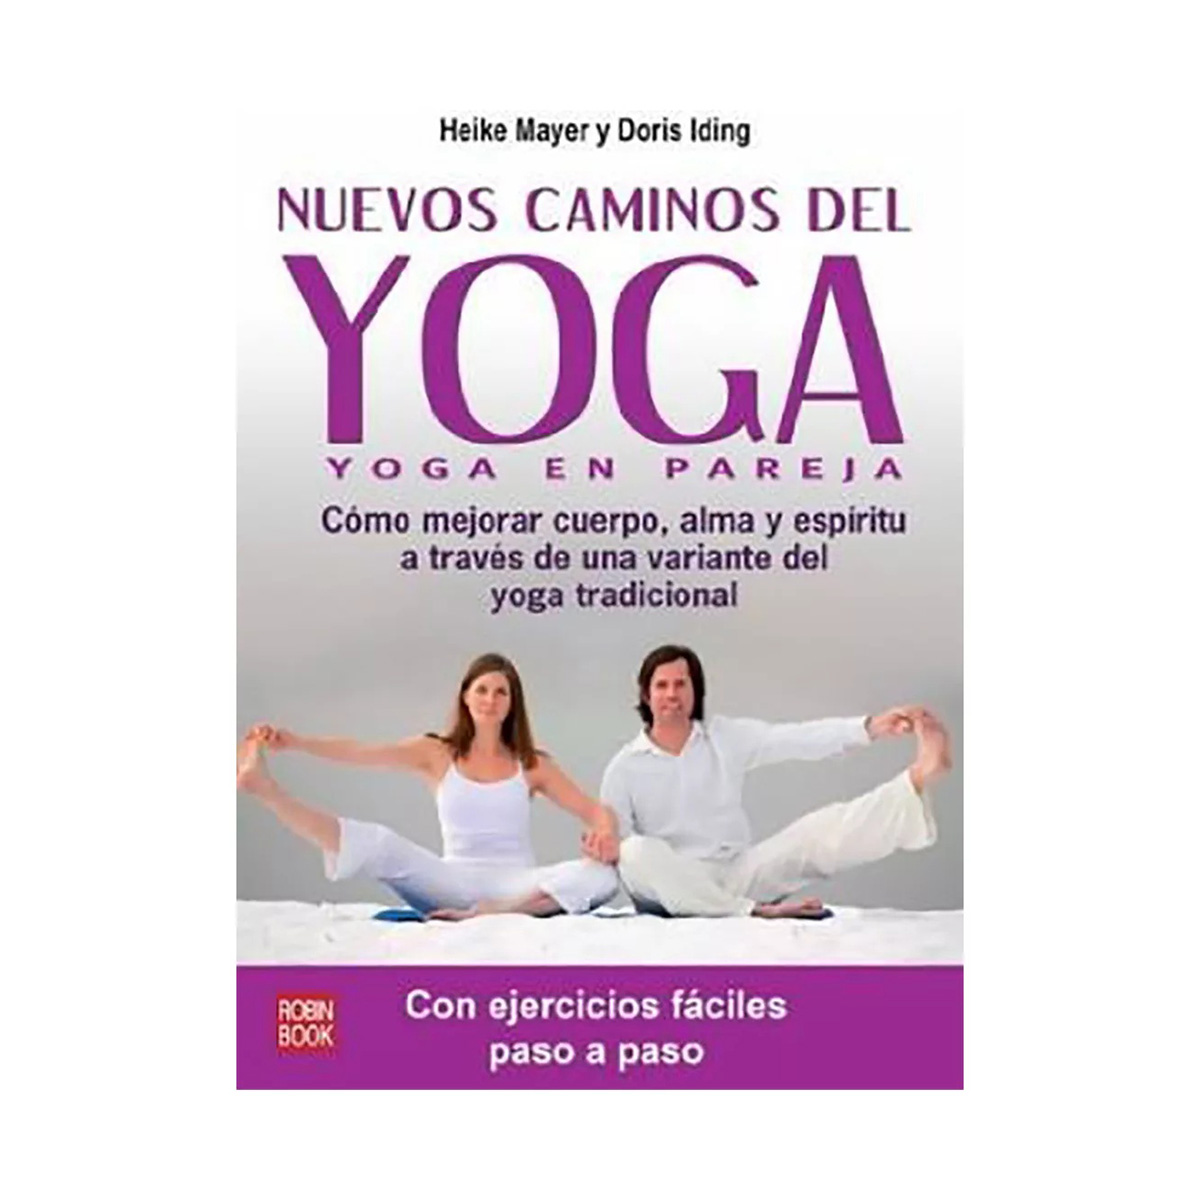 Heike Mayer y Doris Iding
NUEVOS CAMINOS DEL
YOGA
YOGA EN PAREJA
Cómo mejorar cuerpo, alma y espíritu
a través de una variante del
yoga tradicional
ROBIN
BOOK
Con ejercicios fáciles
paso a paso